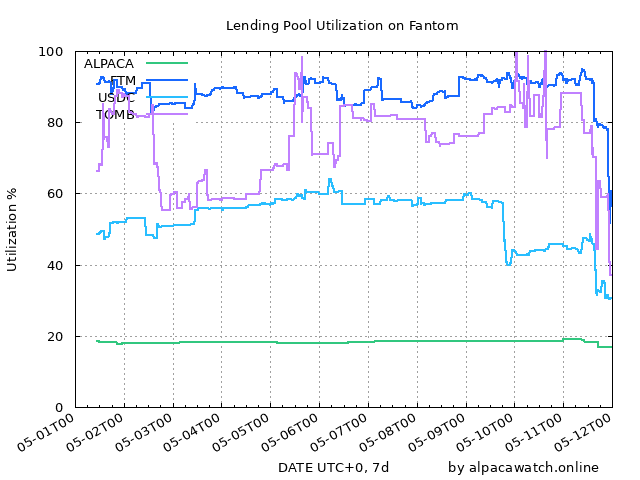 Lending Pool Utilization on Fantom
ALPACA
FTM
USDC
TOMB
100
80
60
40
20
0
Utilization %
05-01T00
05-02T00
05-03T00
05-04T00
05-05T00
05-06T00
05-07T00
05-08T00
05-09T00
05-10T00
05-11T00
05-12T00
DATE UTC+0, 7d
by alpacawatch.online